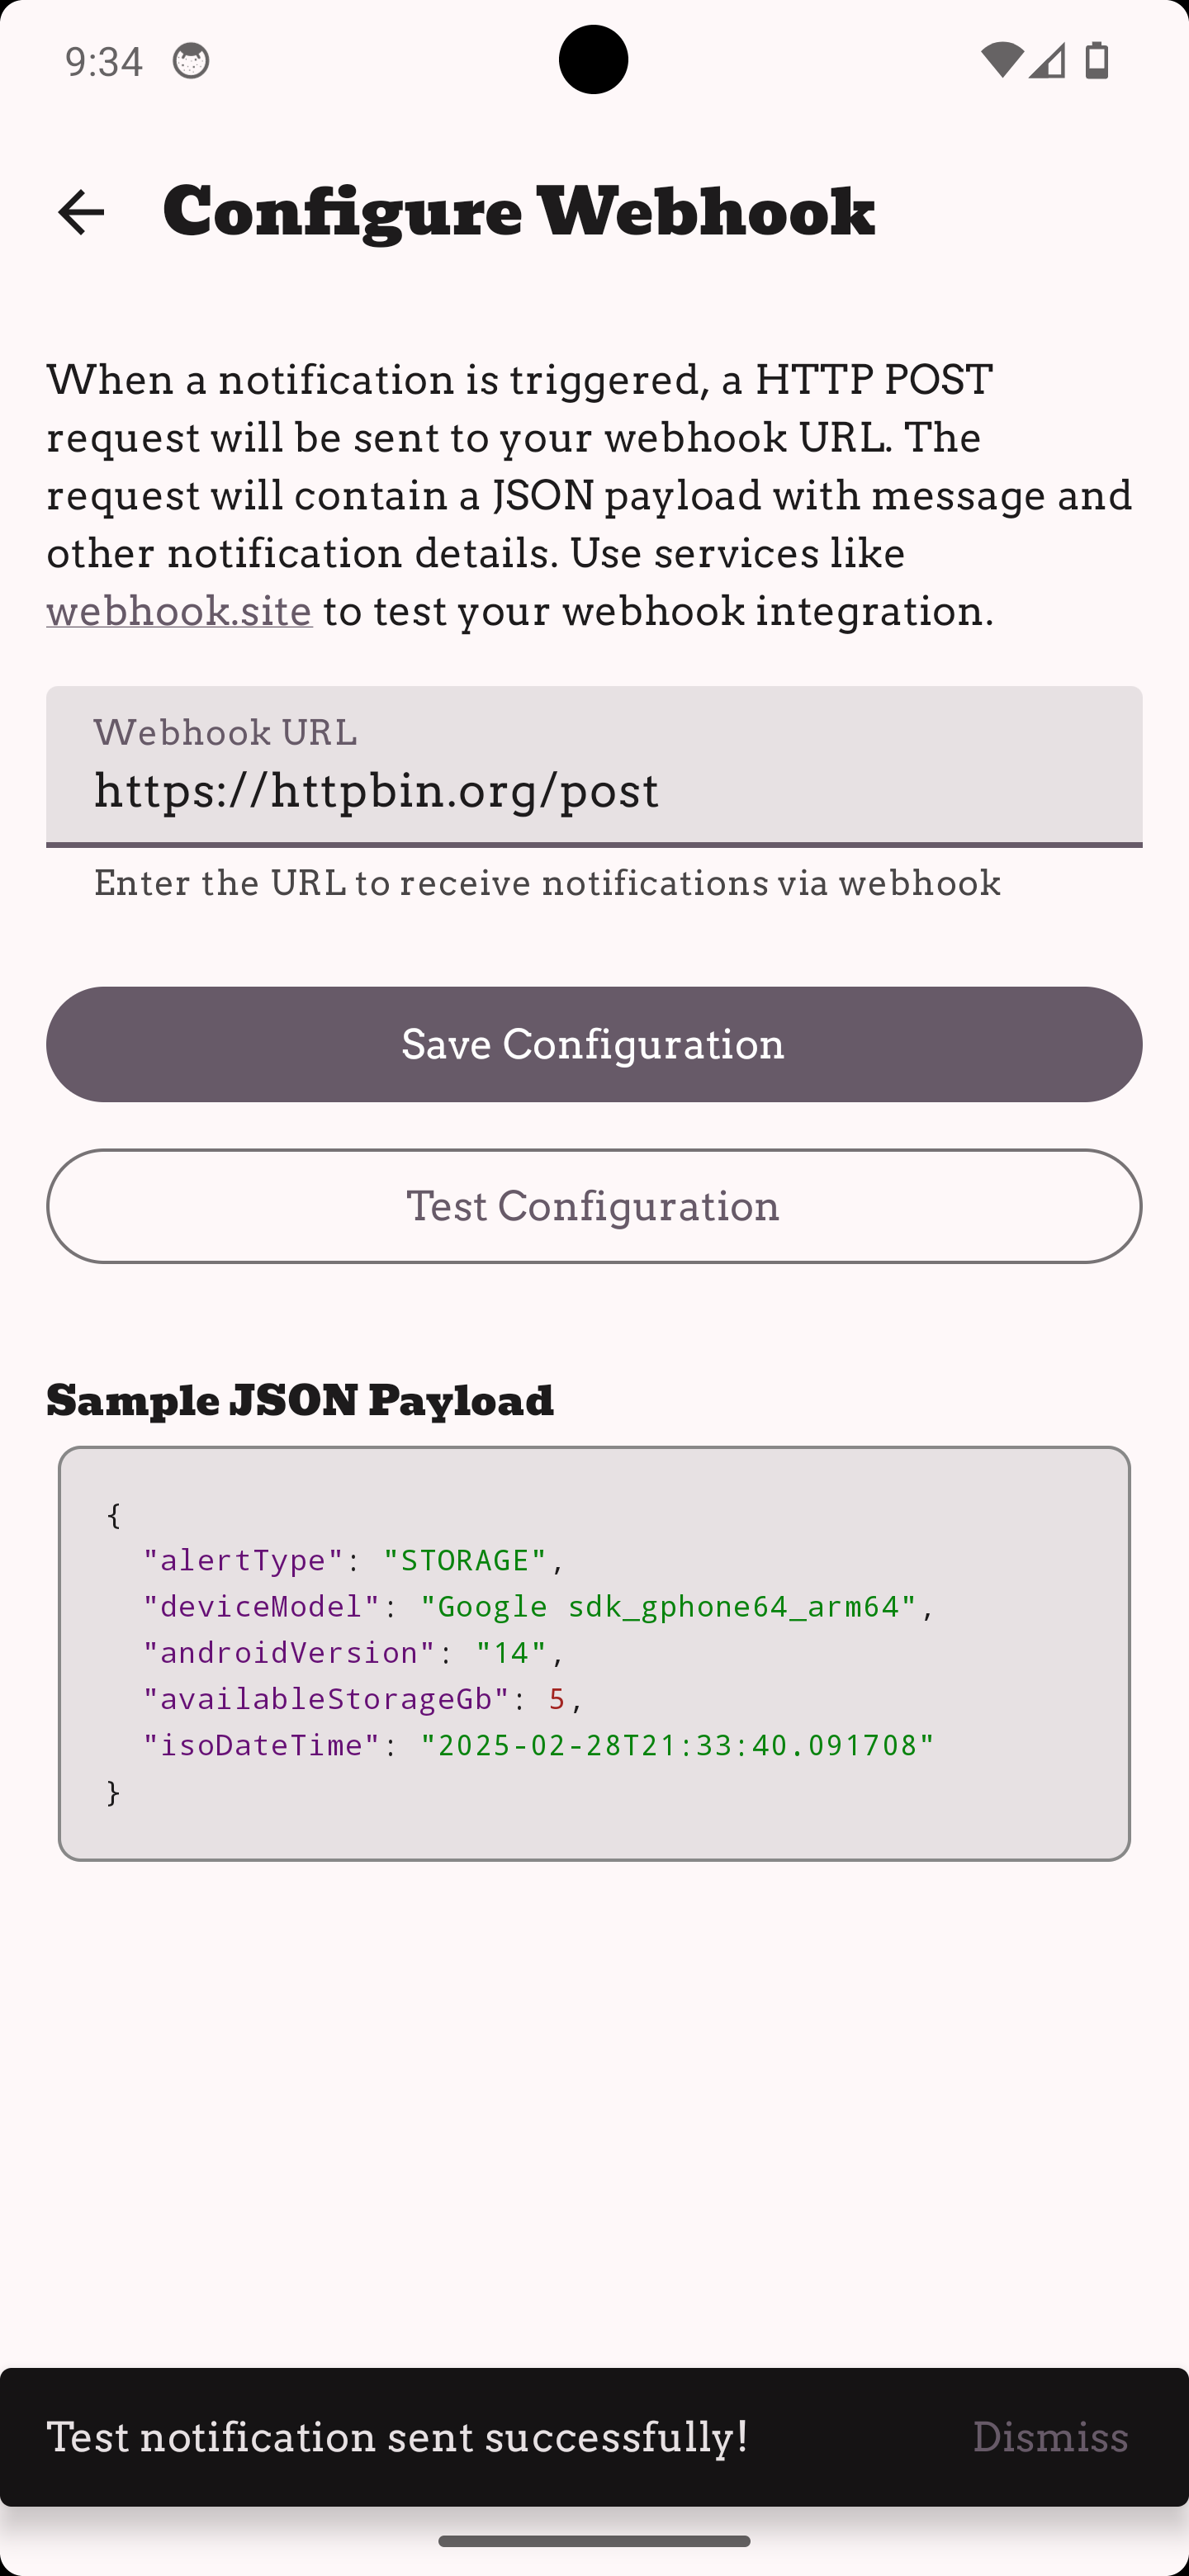 9:34
Configure Webhook
When a notification is triggered, a HTTP POST
request will be sent to your webhook URL. The
request will contain a JSON payload with message and
other notification details. Use services like
webhook.site to test your webhook integration.
Webhook URL
https://httpbin.org/post
Enter the URL to receive notifications via webhook
Save Configuration
Test Configuration
Sample JSON Payload
{
  "alertType": "STORAGE",
  "deviceModel": "Google sdk_gphone64_arm64",
  "androidVersion": "14",
  "availableStorageGb": 5,
  "isoDateTime": "2025-02-28T21:33:40.091708"
}
Test notification sent successfully! Dismiss